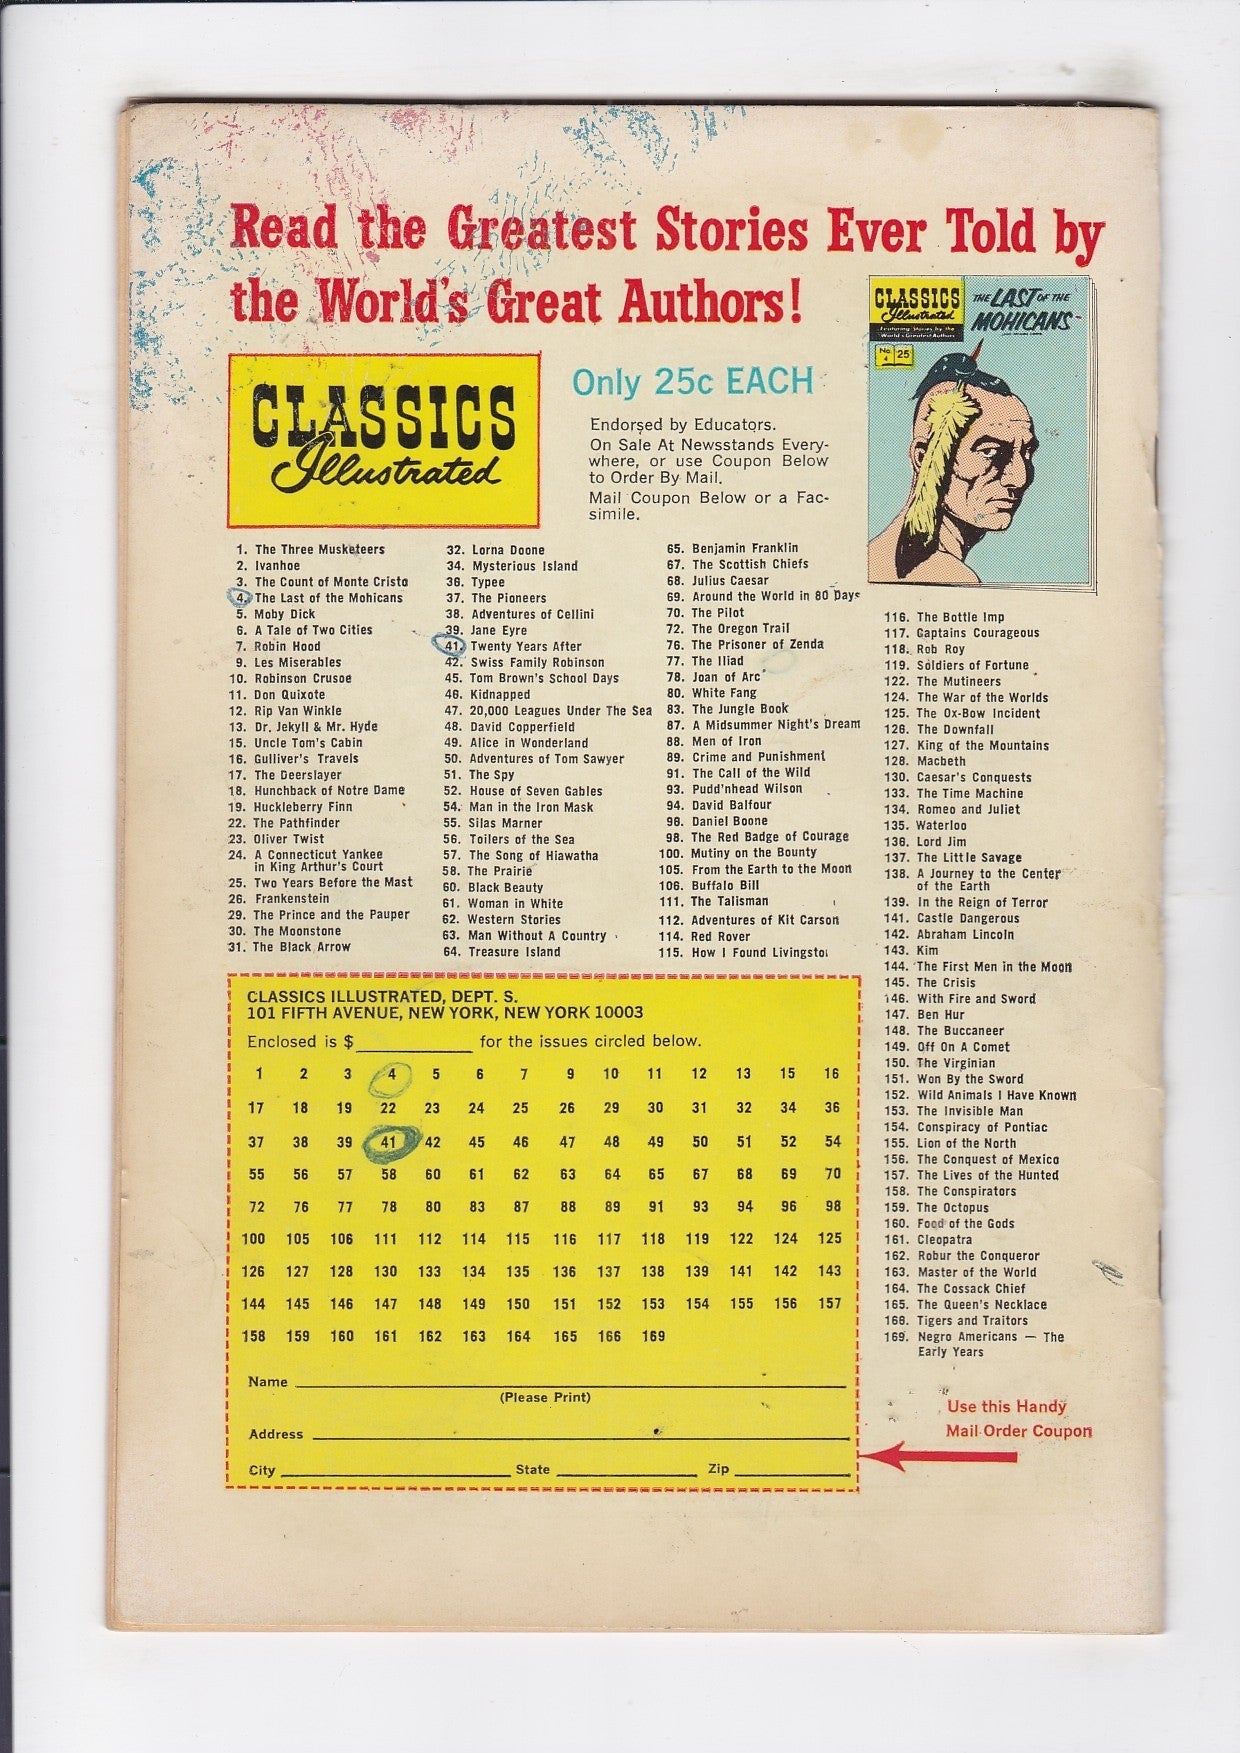 Read the Greatest Stories Ever Told by
the World's Great Authors!
CLASSICS
Illustrated
Only 25c EACH
Endorsed by Educators.
On Sale At Newsstands Every-
where, or use Coupon Below
to Order By Mail.
Mail Coupon Below or a Fac-
simile.
CLASSICS
Illustrated
Featuring Stories by the
World's Greatest Authors
No. 4 25
THE LAST OF THE
MOHICANS
1. The Three Musketeers
2. Ivanhoe
3. The Count of Monte Cristo
4. The Last of the Mohicans
5. Moby Dick
6. A Tale of Two Cities
7. Robin Hood
9. Les Miserables
10. Robinson Crusoe
11. Don Quixote
12. Rip Van Winkle
13. Dr. Jekyll & Mr. Hyde
15. Uncle Tom's Cabin
16. Gulliver's Travels
17. The Deerslayer
18. Hunchback of Notre Dame
19. Huckleberry Finn
22. The Pathfinder
23. Oliver Twist
24. A Connecticut Yankee
in King Arthur's Court
25. Two Years Before the Mast
26. Frankenstein
29. The Prince and the Pauper
30. The Moonstone
31. The Black Arrow
32. Lorna Doone
34. Mysterious Island
36. Typee
37. The Pioneers
38. Adventures of Cellini
39. Jane Eyre
41. Twenty Years After
42. Swiss Family Robinson
45. Tom Brown's School Days
46. Kidnapped
47. 20,000 Leagues Under The Sea
48. David Copperfield
49. Alice in Wonderland
50. Adventures of Tom Sawyer
51. The Spy
52. House of Seven Gables
54. Man in the Iron Mask
55. Silas Marner
56. Toilers of the Sea
57. The Song of Hiawatha
58. The Prairie
60. Black Beauty
61. Woman in White
62. Western Stories
63. Man Without A Country
64. Treasure Island
65. Benjamin Franklin
67. The Scottish Chiefs
68. Julius Caesar
69. Around the World in 80 Days
70. The Pilot
72. The Oregon Trail
76. The Prisoner of Zenda
77. The Iliad
78. Joan of Arc
80. White Fang
83. The Jungle Book
87. A Midsummer Night's Dream
88. Men of Iron
89. Crime and Punishment
91. The Call of the Wild
93. Pudd'nhead Wilson
94. David Balfour
96. Daniel Boone
98. The Red Badge of Courage
100. Mutiny on the Bounty
105. From the Earth to the Moon
106. Buffalo Bill
111. The Talisman
112. Adventures of Kit Carson
114. Red Rover
115. How I Found Livingstor
116. The Bottle Imp
117. Captains Courageous
118. Rob Roy
119. Soldiers of Fortune
122. The Mutineers
124. The War of the Worlds
125. The Ox-Bow Incident
126. The Downfall
127. King of the Mountains
128. Macbeth
130. Caesar's Conquests
133. The Time Machine
134. Romeo and Juliet
135. Waterloo
136. Lord Jim
137. The Little Savage
138. A Journey to the Center
of the Earth
139. In the Reign of Terror
141. Castle Dangerous
142. Abraham Lincoln
143. Kim
144. The First Men in the Moon
145. The Crisis
146. With Fire and Sword
147. Ben Hur
148. The Buccaneer
149. Off On A Comet
150. The Virginian
151. Won By the Sword
152. Wild Animals I Have Known
153. The Invisible Man
154. Conspiracy of Pontiac
155. Lion of the North
156. The Conquest of Mexico
157. The Lives of the Hunted
158. The Conspirators
159. The Octopus
160. Food of the Gods
161. Cleopatra
162. Robur the Conqueror
163. Master of the World
164. The Cossack Chief
165. The Queen's Necklace
166. Tigers and Traitors
169. Negro Americans — The
Early Years
CLASSICS ILLUSTRATED, DEPT. S.
101 FIFTH AVENUE, NEW YORK, NEW YORK 10003
Enclosed is $ for the issues circled below.
1 2 3 4 5 6 7 9 10 11 12 13 15 16
17 18 19 22 23 24 25 26 29 30 31 32 34 36
37 38 39 41 42 45 46 47 48 49 50 51 52 54
55 56 57 58 60 61 62 63 64 65 67 68 69 70
72 76 77 78 80 83 87 88 89 91 93 94 96 98
100 105 106 111 112 114 115 116 117 118 119 122 124 125
126 127 128 130 133 134 135 136 137 138 139 141 142 143
144 145 146 147 148 149 150 151 152 153 154 155 156 157
158 159 160 161 162 163 164 165 166 169
Name
(Please Print)
Address
City State Zip
Use this Handy
Mail Order Coupon